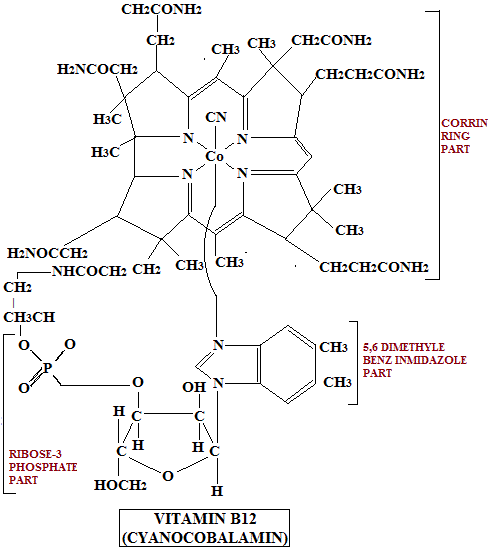 CH2CONH2
CH2
CH3
CH3
CH2CONH2
H2NCOCH2
CH2CH2CONH2
H3C
CN
CORRIN
RING
PART
H3C
N
N
Co
N
N
CH3
CH3
H2NOCCH2
CH2
CH3
CH3
CH2CH2CONH2
NHCOCH2
CH2
CH3CH
O
O
P
O
O
N
CH3
5,6 DIMETHYLE
BENZ INMIDAZOLE
PART
N
CH3
OH
H
C
C
H
H
C
C
RIBOSE-3
PHOSPHATE
PART
O
HOCH2
H
VITAMIN B12
(CYANOCOBALAMIN)